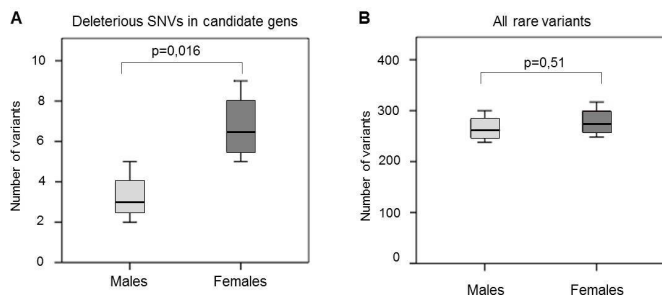 A
Deleterious SNVs in candidate gens
p=0,016
Number of variants
10
8
6
4
2
0
Males
Females
B
All rare variants
p=0,51
Number of variants
400
300
200
100
0
Males
Females